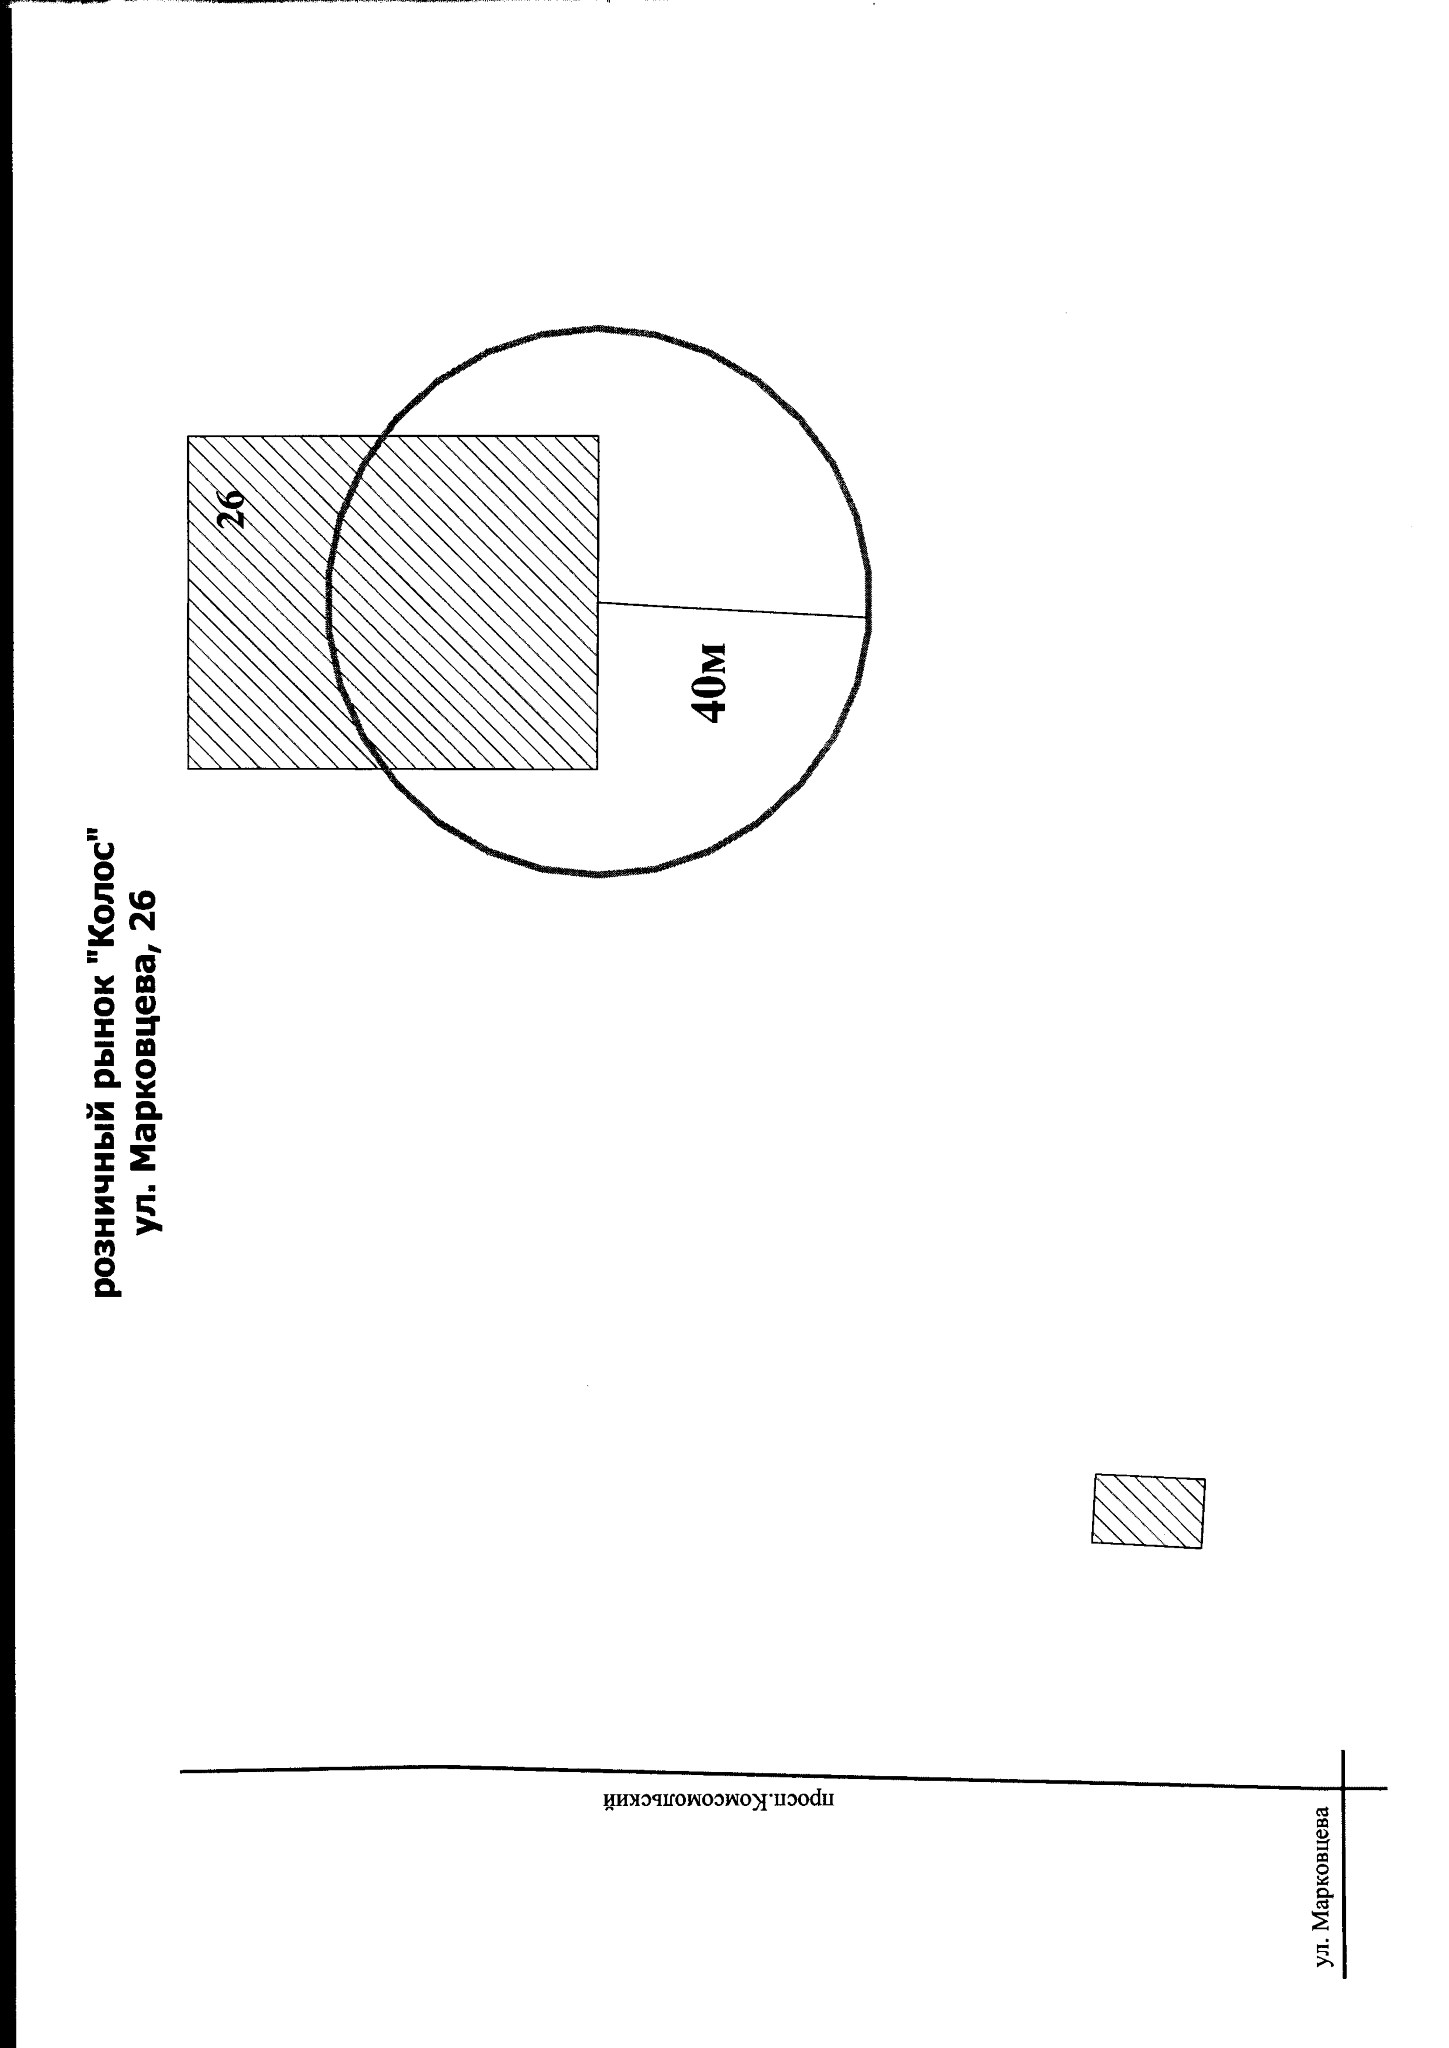 розничный рынок "Колос"
ул. Марковцева, 26
26
40м
просп.Комсомольский
ул. Марковцева